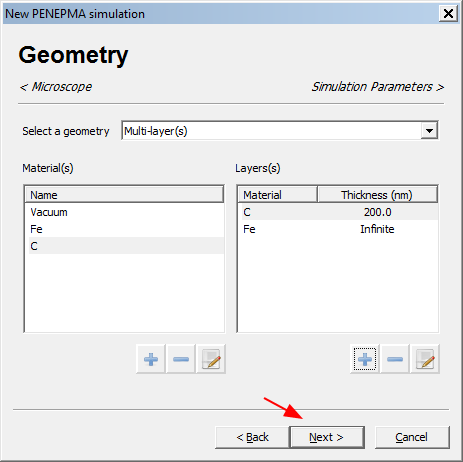 New PENEPMA simulation
Geometry
< Microscope
Simulation Parameters >
Select a geometry
Multi-layer(s)
Material(s)
Layers(s)
Name
Material
Thickness (nm)
Vacuum
C
200.0
Fe
Fe
Infinite
C
< Back
Next >
Cancel